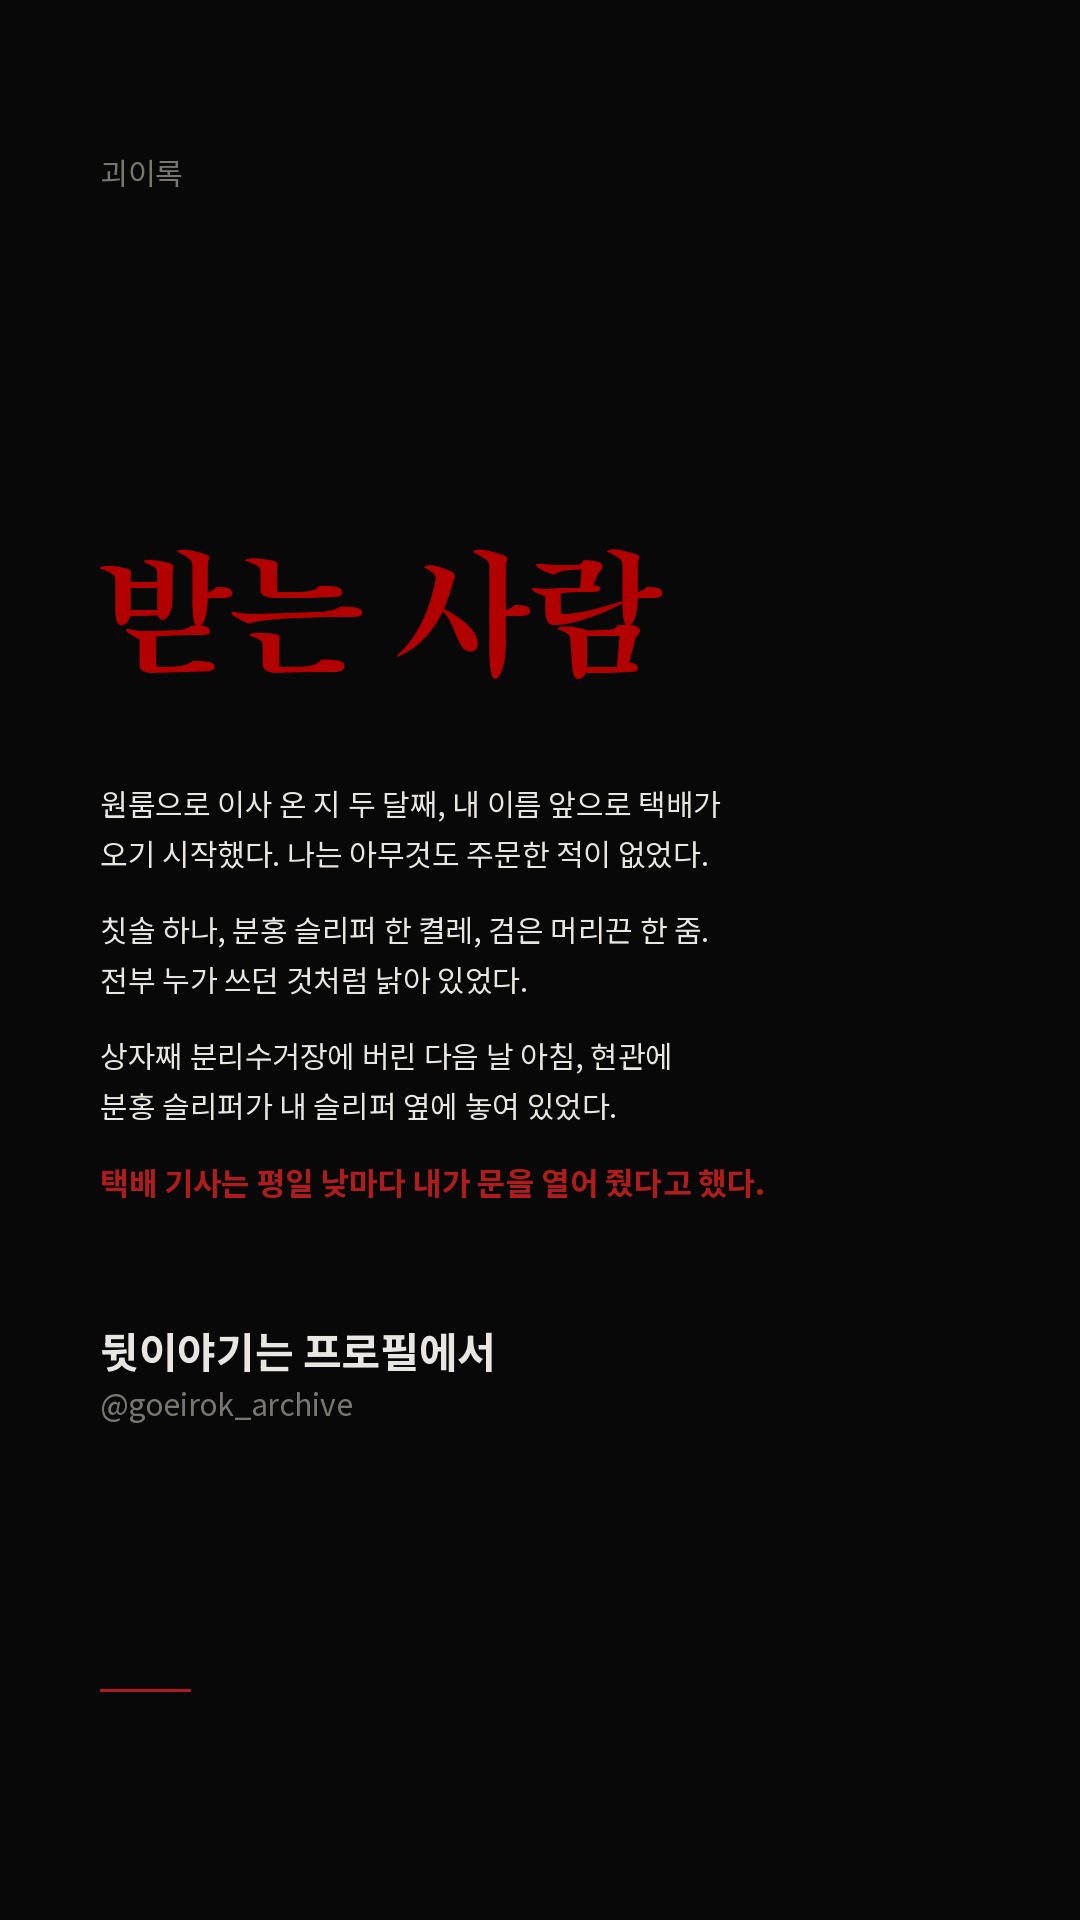 괴이록
받는 사람
원룸으로 이사 온 지 두 달째, 내 이름 앞으로 택배가
오기 시작했다. 나는 아무것도 주문한 적이 없었다.
칫솔 하나, 분홍 슬리퍼 한 켤레, 검은 머리끈 한 줌.
전부 누가 쓰던 것처럼 낡아 있었다.
상자째 분리수거장에 버린 다음 날 아침, 현관에
분홍 슬리퍼가 내 슬리퍼 옆에 놓여 있었다.
택배 기사는 평일 낮마다 내가 문을 열어 줬다고 했다.
뒷이야기는 프로필에서
@goeirok_archive